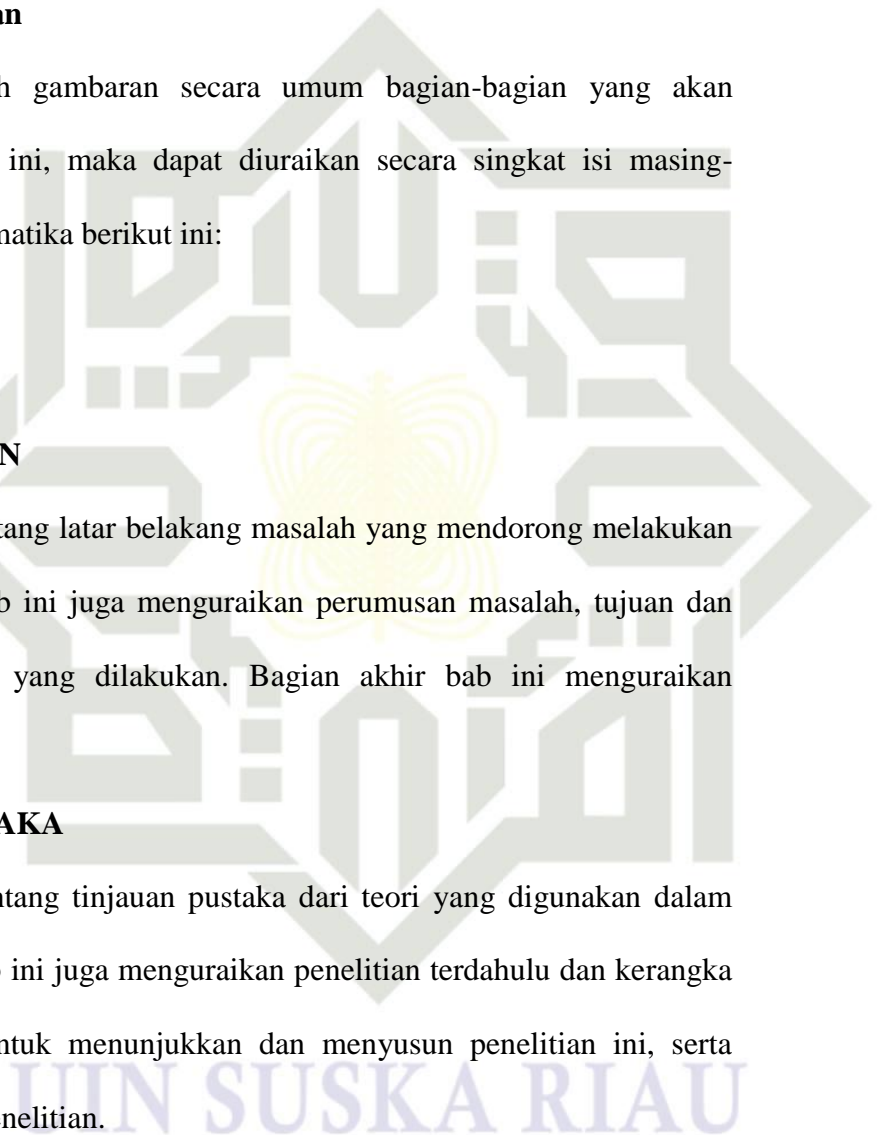 an
h gambaran secara umum bagian-bagian yang akan
ini, maka dapat diuraikan secara singkat isi masing-
matika berikut ini:
N
tang latar belakang masalah yang mendorong melakukan
b ini juga menguraikan perumusan masalah, tujuan dan
yang dilakukan. Bagian akhir bab ini menguraikan
AKA
ntang tinjauan pustaka dari teori yang digunakan dalam
b ini juga menguraikan penelitian terdahulu dan kerangka
ntuk menunjukkan dan menyusun penelitian ini, serta
enelitian.
UIN SUSKA RIAU